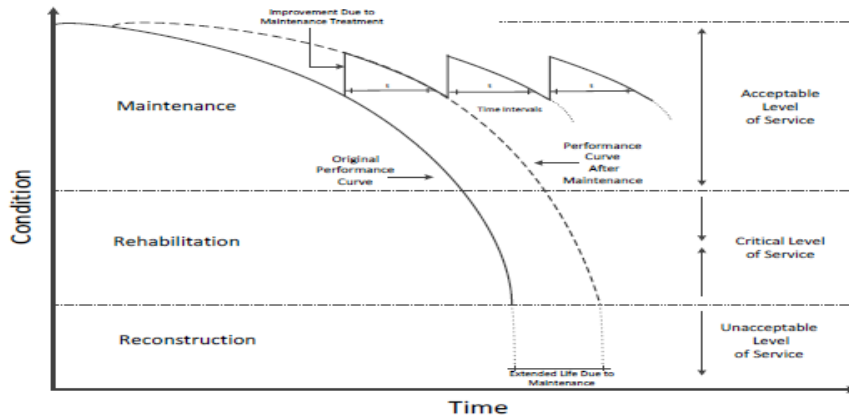 Improvement Due to
Maintenance Treatment
Maintenance
t
t
t
Time Intervals
Acceptable
Level
of Service
Original
Performance
Curve
Performance
Curve
After
Maintenance
Condition
Rehabilitation
Critical Level
of Service
Reconstruction
Unacceptable
Level
of Service
Extended Life Due to
Maintenance
Time